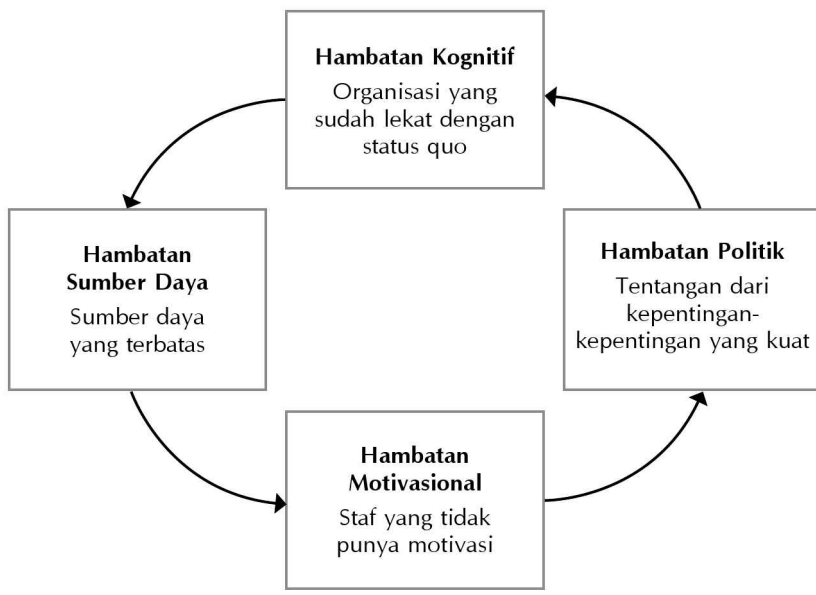 Hambatan Kognitif
Organisasi yang
sudah lekat dengan
status quo
Hambatan
Sumber Daya
Sumber daya
yang terbatas
Hambatan Politik
Tentangan dari
kepentingan-
kepentingan yang kuat
Hambatan
Motivasional
Staf yang tidak
punya motivasi